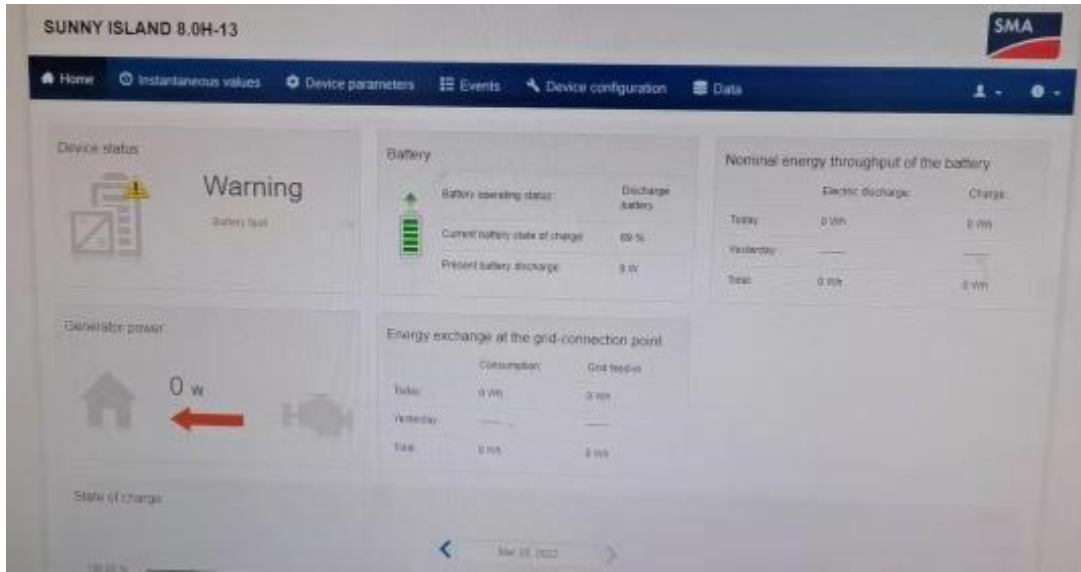 SUNNY ISLAND 8.0H-13
SMA
Home
Instantaneous values
Device parameters
Events
Device configuration
Data
Device status
Warning
Battery
Battery operating status:
Discharge battery
Current battery state of charge:
Present battery discharge:
Nominal energy throughput of the battery
Electric discharge:
Charge:
Today:
0 Wh
0 Wh
Yesterday:
Total:
0 Wh
0 Wh
Generator power
0 W
Energy exchange at the grid-connection point
Consumption:
Grid feed-in
Today:
0 Wh
0 Wh
Yesterday:
Total:
0 Wh
0 Wh
State of charge